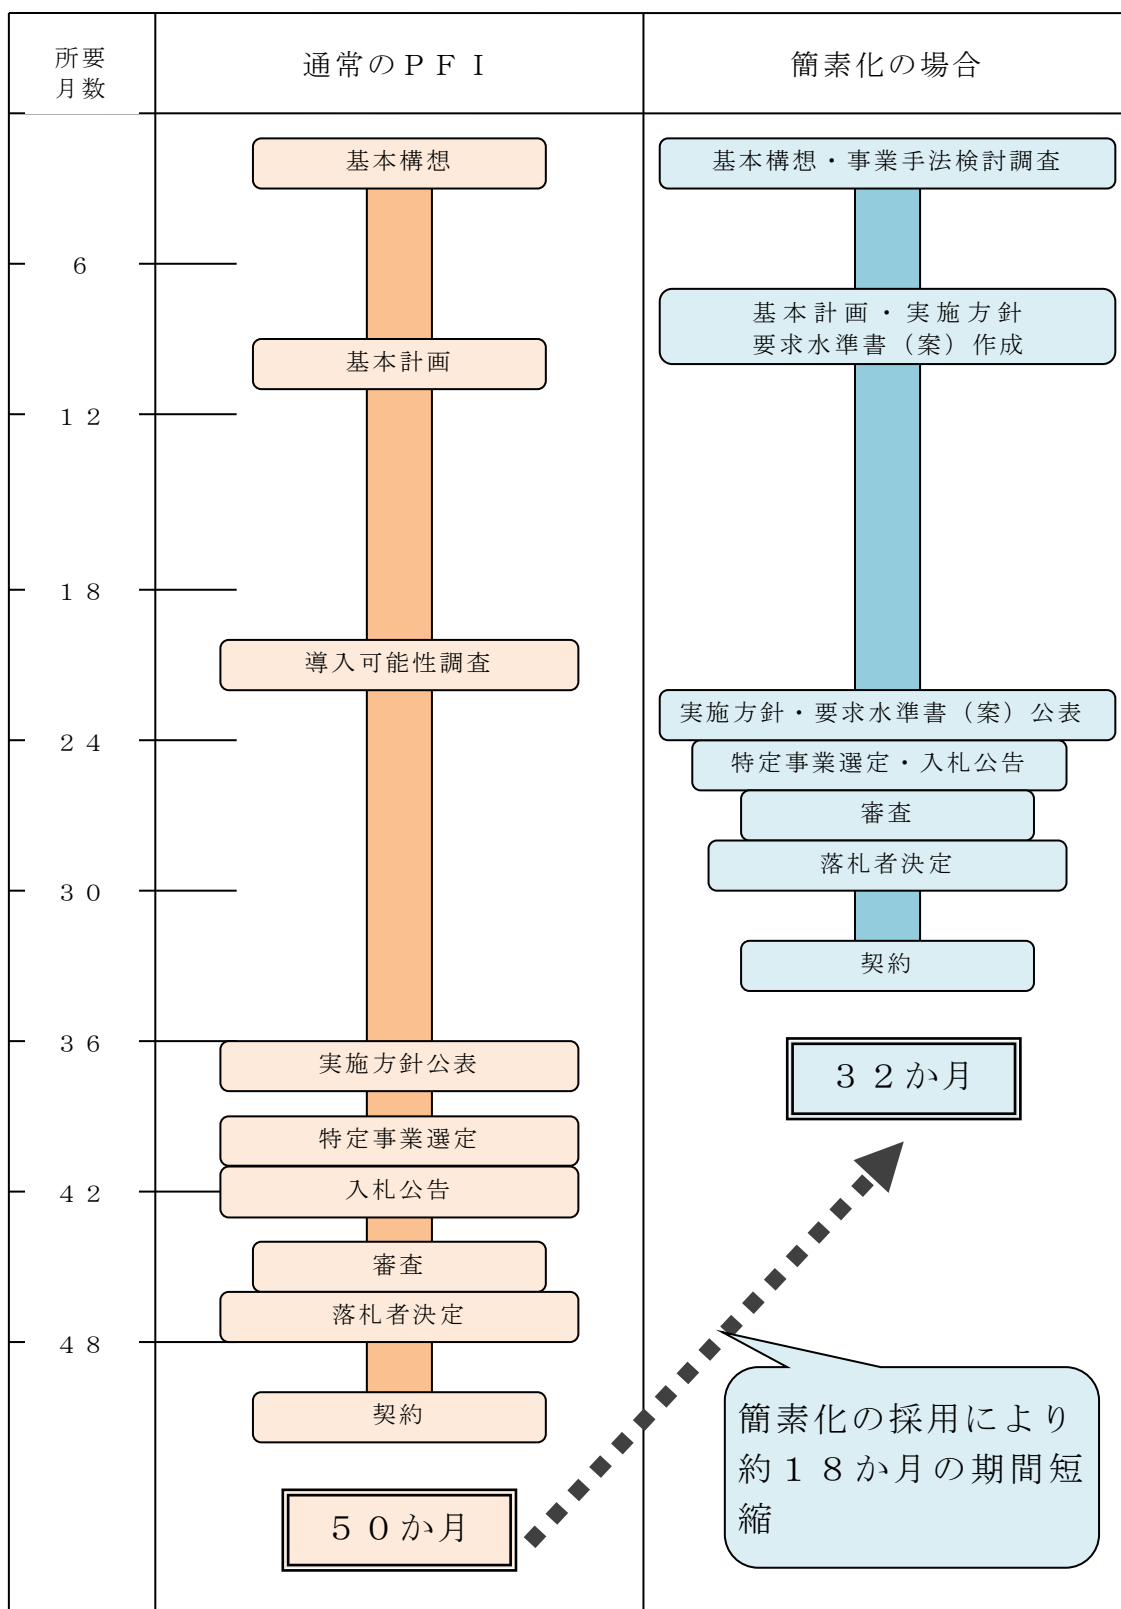 所要
月数
通常のＰＦＩ
簡素化の場合
基本構想
基本構想・事業手法検討調査
６
基本計画・実施方針
要求水準書（案）作成
基本計画
１２
１８
導入可能性調査
実施方針・要求水準書（案）公表
２４
特定事業選定・入札公告
審査
落札者決定
３０
契約
３６
実施方針公表
３２か月
特定事業選定
入札公告
４２
審査
落札者決定
４８
契約
簡素化の採用により
約１８か月の期間短
縮
５０か月